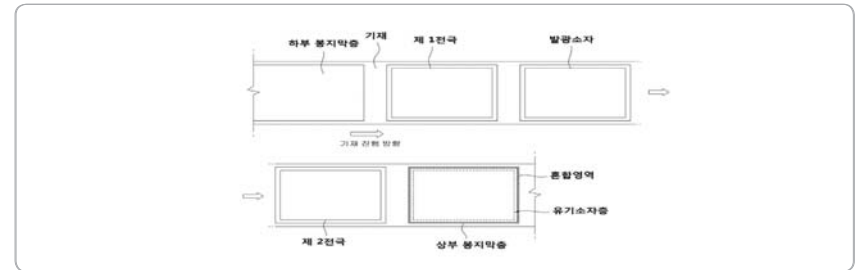 하부 봉지막층
기재
제 1전극
발광소자
기재 진행 방향
혼합영역
유기소자층
제 2전극
상부 봉지막층